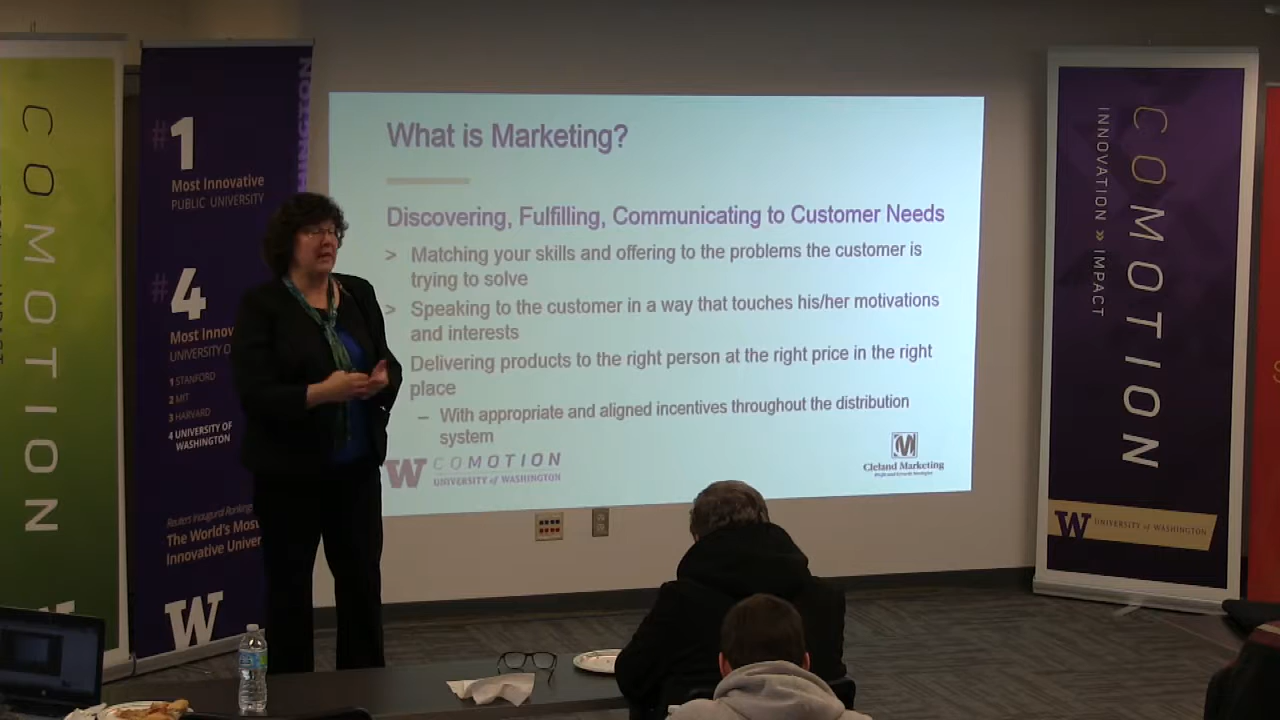 COMOTION
#1
Most Innovative
PUBLIC UNIVERSITY
#4
Most Innov
UNIVERSITY O
1 STANFORD
2 MIT
3 HARVARD
4 UNIVERSITY OF
WASHINGTON
Reuters Inaugural Rankings
The World's Most
Innovative Univer
W
What is Marketing?
Discovering, Fulfilling, Communicating to Customer Needs
> Matching your skills and offering to the problems the customer is
trying to solve
> Speaking to the customer in a way that touches his/her motivations
and interests
Delivering products to the right person at the right price in the right
place
– With appropriate and aligned incentives throughout the distribution
system
W COMOTION
UNIVERSITY of WASHINGTON
M
Cleland Marketing
COMOTION
INNOVATION » IMPACT
W UNIVERSITY of WASHINGTON